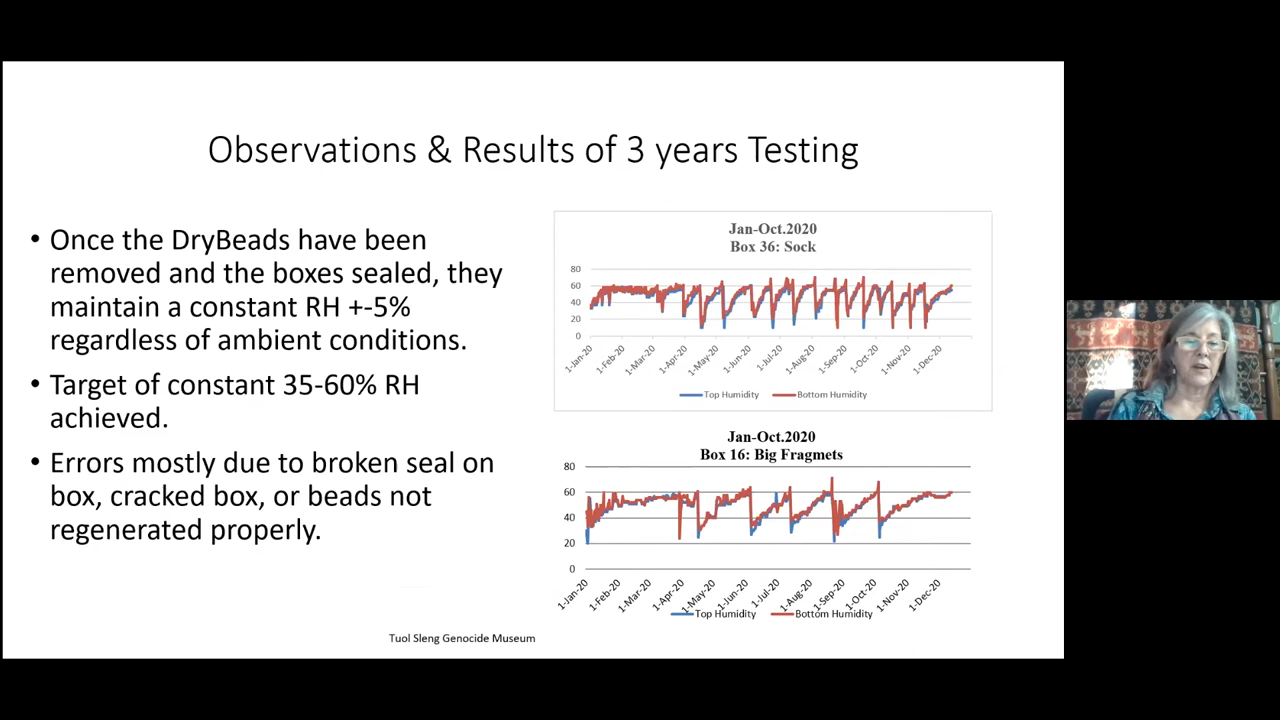 Observations & Results of 3 years Testing
• Once the DryBeads have been
removed and the boxes sealed, they
maintain a constant RH +-5%
regardless of ambient conditions.
• Target of constant 35-60% RH
achieved.
• Errors mostly due to broken seal on
box, cracked box, or beads not
regenerated properly.
Jan-Oct.2020
Box 36: Sock
80
60
40
20
0
1-Jan-20
1-Feb-20
1-Mar-20
1-Apr-20
1-May-20
1-Jun-20
1-Jul-20
1-Aug-20
1-Sep-20
1-Oct-20
1-Nov-20
1-Dec-20
Top Humidity
Bottom Humidity
Jan-Oct.2020
Box 16: Big Fragmets
80
60
40
20
0
1-Jan-20
1-Feb-20
1-Mar-20
1-Apr-20
1-May-20
1-Jun-20
1-Jul-20
1-Aug-20
1-Sep-20
1-Oct-20
1-Nov-20
1-Dec-20
Top Humidity
Bottom Humidity
Tuol Sleng Genocide Museum